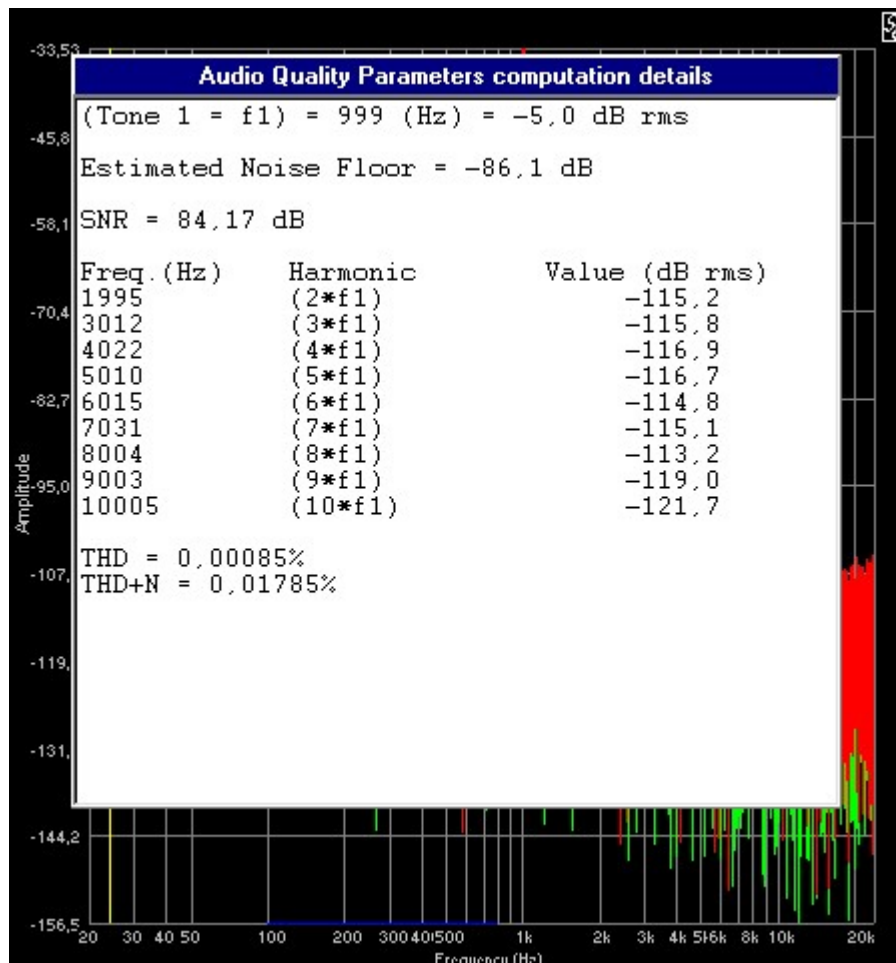 Audio Quality Parameters computation details
(Tone 1 = f1) = 999 (Hz) = -5,0 dB rms
Estimated Noise Floor = -86,1 dB
SNR = 84,17 dB
Freq.(Hz) Harmonic Value (dB rms)
1995 (2*f1) -115,2
3012 (3*f1) -115,8
4022 (4*f1) -116,9
5010 (5*f1) -116,7
6015 (6*f1) -114,8
7031 (7*f1) -115,1
8004 (8*f1) -113,2
9003 (9*f1) -119,0
10005 (10*f1) -121,7
THD = 0,00085%
THD+N = 0,01785%
-33,53
-45,8
-58,1
-70,4
-82,7
-95,0
-107,
-119,
-131,
-144,2
-156,5
Amplitude
20 30 40 50 100 200 300 400 500 1k 2k 3k 4k 5k 6k 8k 10k 20k
Frequency (Hz)